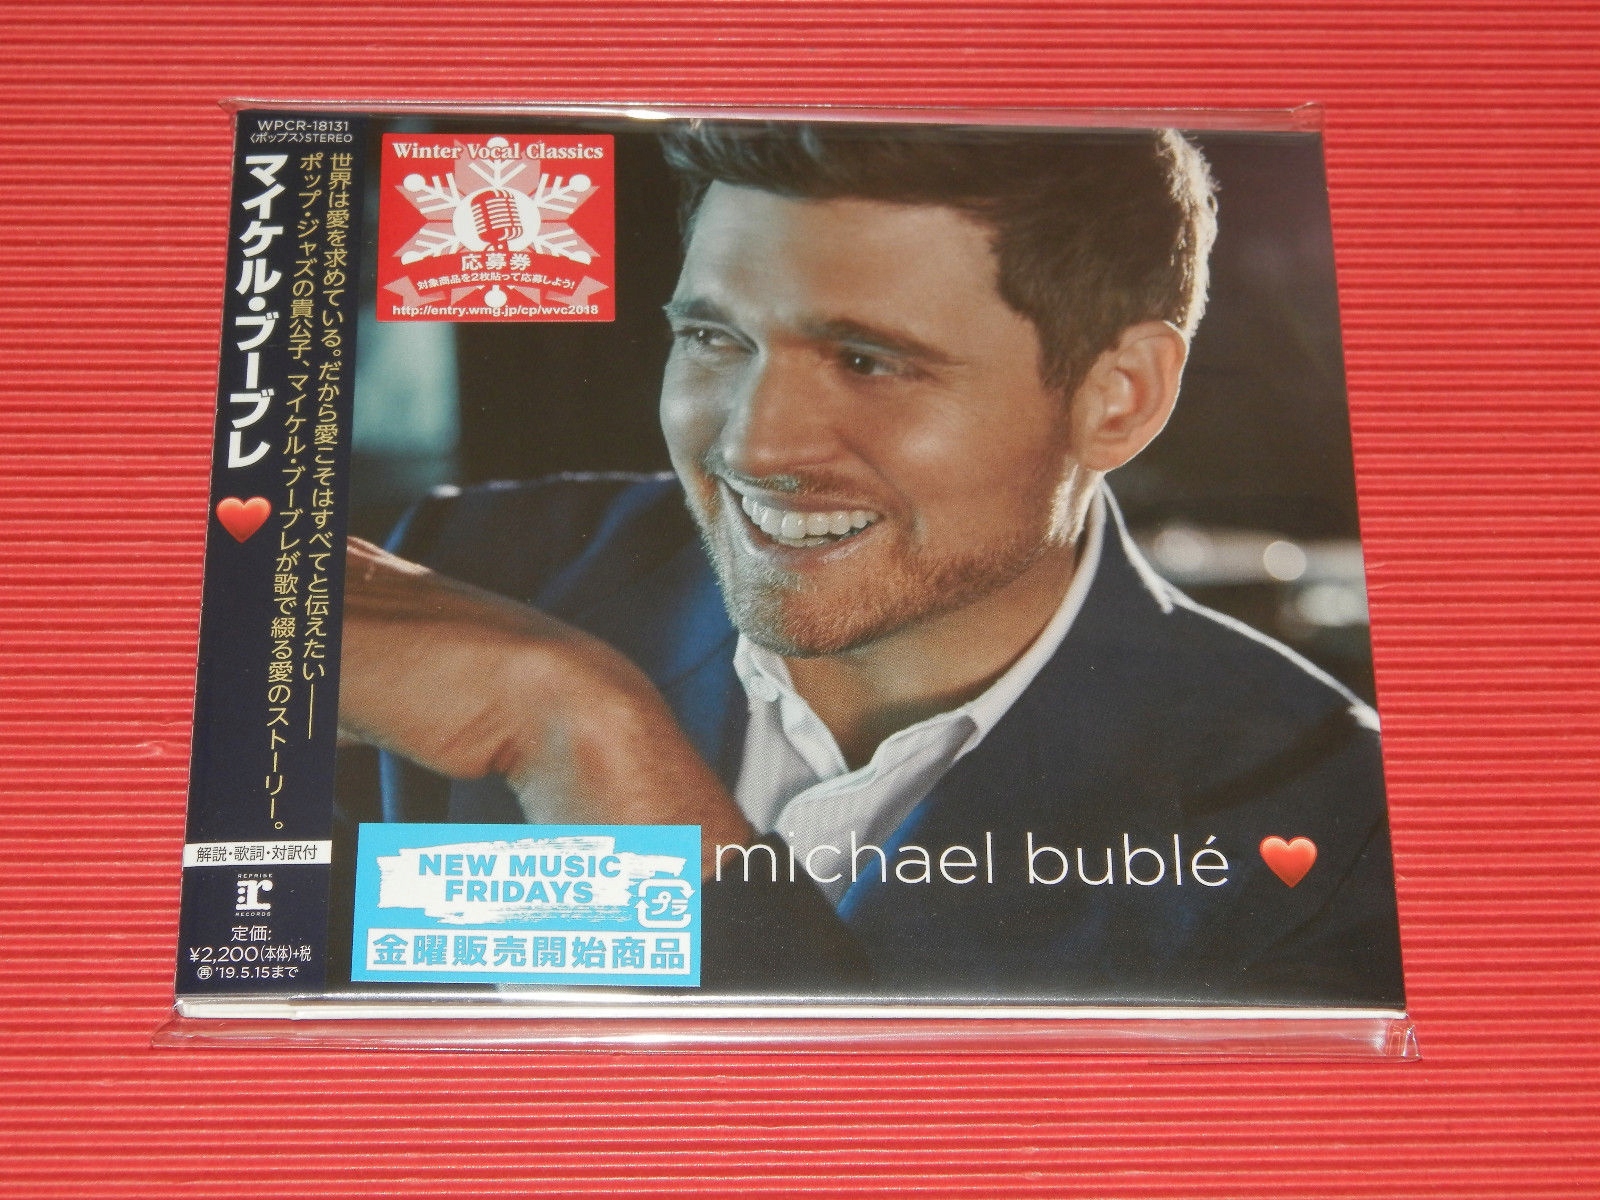 WPCR-18131
〈ポップス〉STEREO
マイケル・ブーブレ
❤️
世界は愛を求めている。だから愛こそはすべてと伝えたい――
ポップ・ジャズの貴公子、マイケル・ブーブレが歌で綴る愛のストーリー。
解説・歌詞・対訳付
REPRISE
r
RECORDS
定価:
¥2,200(本体)+税
再'19.5.15まで
Winter Vocal Classics
応募券
対象商品を2枚貼って応募しよう!
http://entry.wmg.jp/cp/wvc2018
NEW MUSIC
FRIDAYS
プラ
金曜販売開始商品
michael bublé ❤️